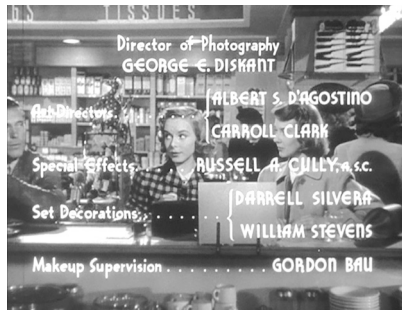 GS TISSUES
Director of Photography
GEORGE E. DISKANT
Art Directors ALBERT S. D'AGOSTINO
CARROLL CLARK
Special Effects. . RUSSELL A. CULLY, A.S.C.
Set Decorations . . . . . . . DARRELL SILVERA
WILLIAM STEVENS
Makeup Supervision . . . . . . . . . GORDON BAU